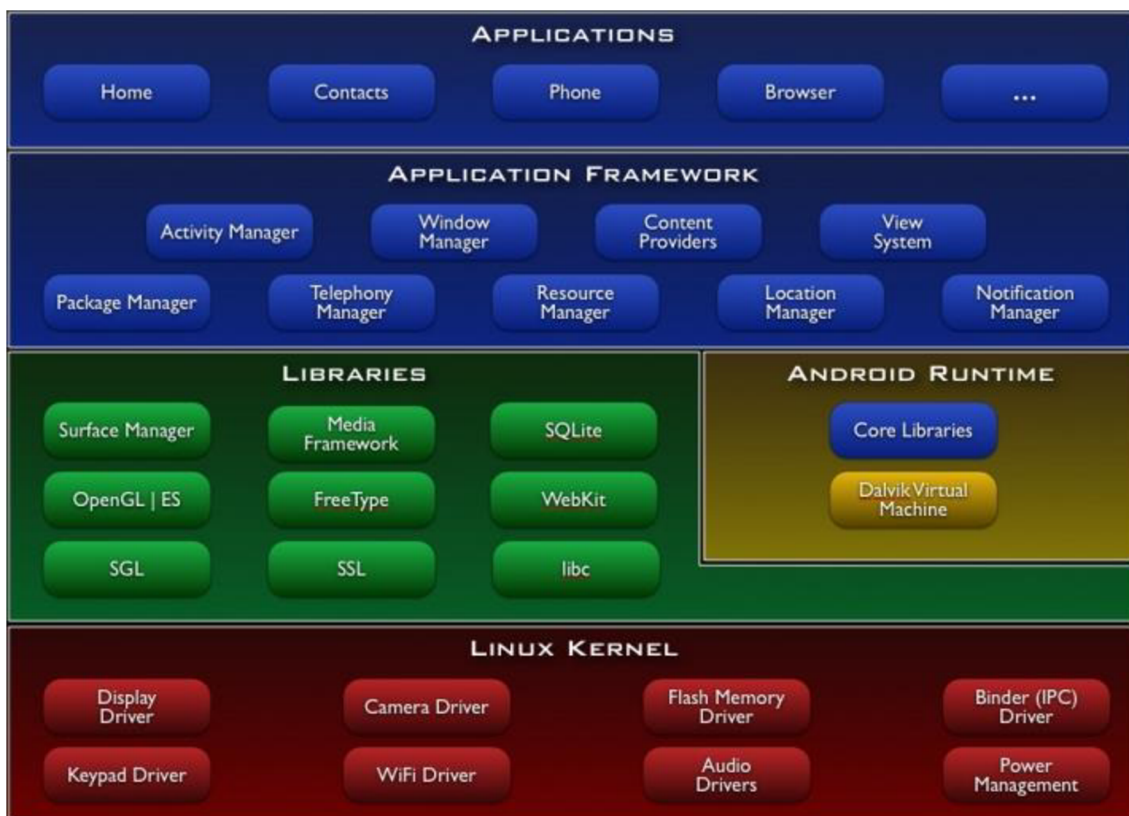 APPLICATIONS
Home Contacts Phone Browser ...
APPLICATION FRAMEWORK
Activity Manager
Window
Manager
Content
Providers
View
System
Package Manager
Telephony
Manager
Resource
Manager
Location
Manager
Notification
Manager
LIBRARIES
Surface Manager
Media
Framework
SQLite
OpenGL | ES
FreeType
WebKit
SGL
SSL
libc
ANDROID RUNTIME
Core Libraries
Dalvik Virtual
Machine
LINUX KERNEL
Display
Driver
Camera Driver
Flash Memory
Driver
Binder (IPC)
Driver
Keypad Driver
WiFi Driver
Audio
Drivers
Power
Management